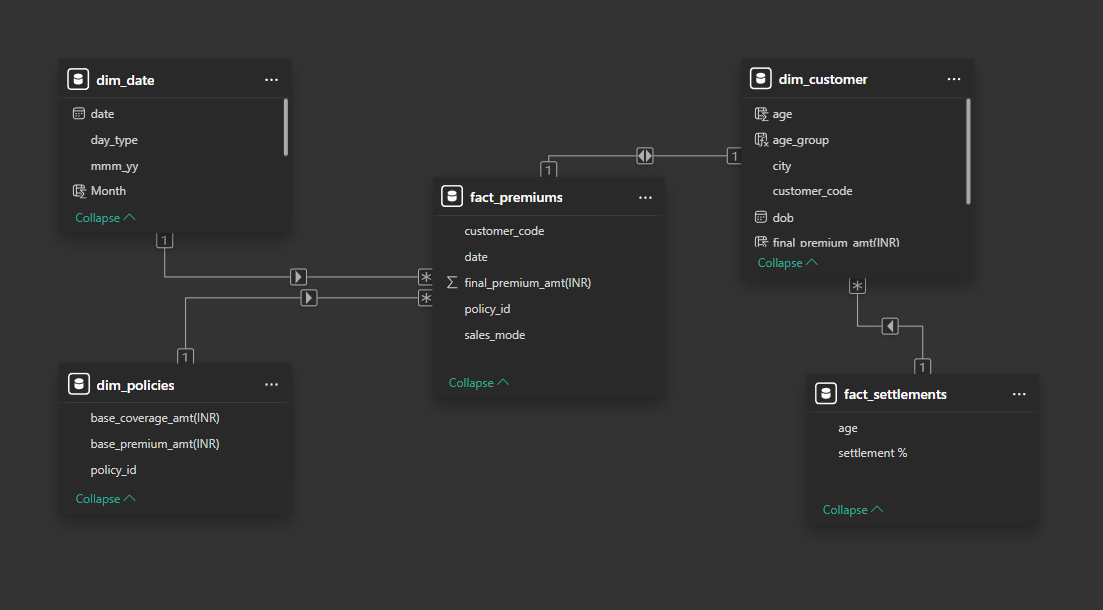 dim_date
date
day_type
mmm_yy
Month
Collapse
1
dim_policies
base_coverage_amt(INR)
base_premium_amt(INR)
policy_id
Collapse
1
fact_premiums
customer_code
date
final_premium_amt(INR)
policy_id
sales_mode
Collapse
1
*
*
dim_customer
age
age_group
city
customer_code
dob
final_premium_amt(INR)
Collapse
1
*
fact_settlements
age
settlement %
Collapse
1